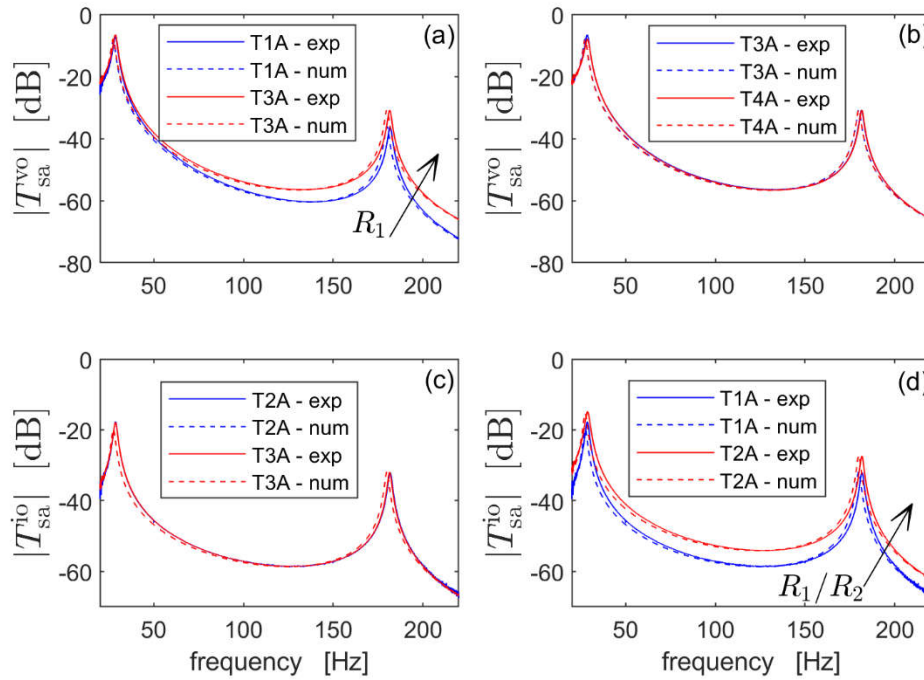 0
-20
-40
-60
-80
|T_sa^vo| [dB]
(a)
T1A - exp
T1A - num
T3A - exp
T3A - num
R_1
50 100 150 200
0
-20
-40
-60
-80
|T_sa^vo| [dB]
(b)
T3A - exp
T3A - num
T4A - exp
T4A - num
50 100 150 200
0
-20
-40
-60
|T_sa^io| [dB]
(c)
T2A - exp
T2A - num
T3A - exp
T3A - num
50 100 150 200
frequency [Hz]
0
-20
-40
-60
|T_sa^io| [dB]
(d)
T1A - exp
T1A - num
T2A - exp
T2A - num
R_1/R_2
50 100 150 200
frequency [Hz]